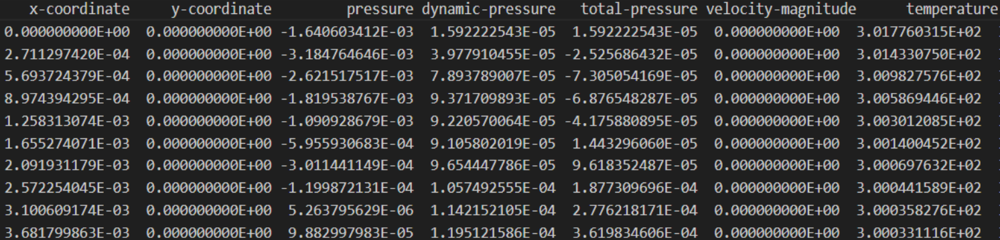 x-coordinate y-coordinate pressure dynamic-pressure total-pressure velocity-magnitude temperature
0.000000000E+00 0.000000000E+00 -1.640603412E-03 1.592222543E-05 1.592222543E-05 0.000000000E+00 3.017760315E+02
2.711297420E-04 0.000000000E+00 -3.184764646E-03 3.977910455E-05 -2.525686432E-05 0.000000000E+00 3.014330750E+02
5.693724379E-04 0.000000000E+00 -2.621517517E-03 7.893789007E-05 -7.305054169E-05 0.000000000E+00 3.009827576E+02
8.974394295E-04 0.000000000E+00 -1.819538767E-03 9.371709893E-05 -6.876548287E-05 0.000000000E+00 3.005869446E+02
1.258313074E-03 0.000000000E+00 -1.090928679E-03 9.220570064E-05 -4.175880895E-05 0.000000000E+00 3.003012085E+02
1.655274071E-03 0.000000000E+00 -5.955930683E-04 9.105802019E-05 1.443296060E-05 0.000000000E+00 3.001400452E+02
2.091931179E-03 0.000000000E+00 -3.011441149E-04 9.654447786E-05 9.618352487E-05 0.000000000E+00 3.000697632E+02
2.572254045E-03 0.000000000E+00 -1.199872131E-04 1.057492555E-04 1.877309696E-04 0.000000000E+00 3.000441589E+02
3.100609174E-03 0.000000000E+00 5.263795629E-06 1.142152105E-04 2.776218171E-04 0.000000000E+00 3.000358276E+02
3.681799863E-03 0.000000000E+00 9.882997983E-05 1.195121586E-04 3.619834606E-04 0.000000000E+00 3.000331116E+02